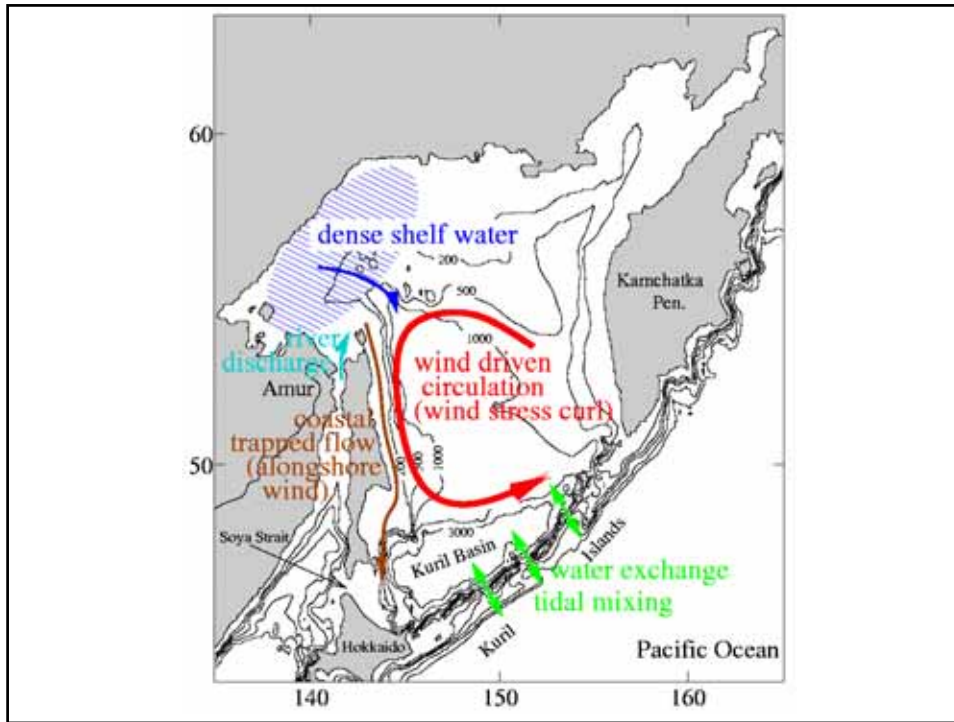 60
dense shelf water
200
500
Kamchatka
Pen.
1000
river
discharge
Amur
wind driven
circulation
(wind stress curl)
coastal
trapped flow
(alongshore
wind)
200
500
1000
50
3000
Soya Strait
Kuril Basin
Islands
water exchange
tidal mixing
Kuril
Hokkaido
Pacific Ocean
140
150
160